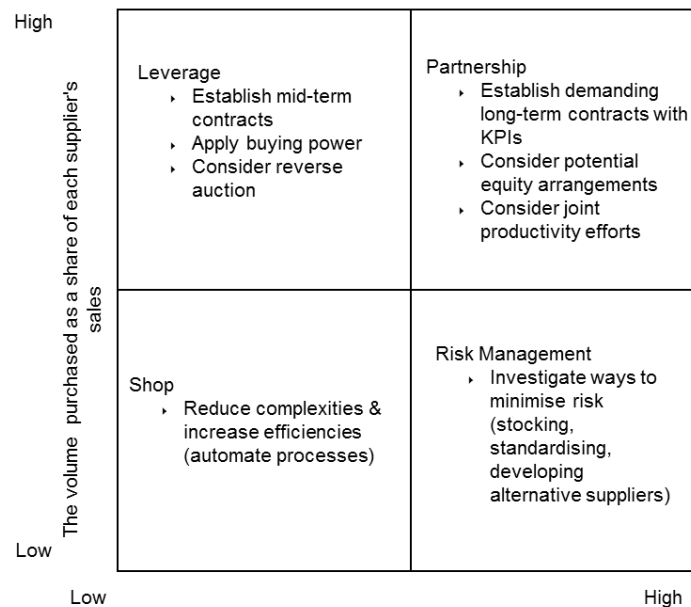 High
The volume purchased as a share of each supplier's
sales
Leverage
‣ Establish mid-term
contracts
‣ Apply buying power
‣ Consider reverse
auction
Partnership
‣ Establish demanding
long-term contracts with
KPIs
‣ Consider potential
equity arrangements
‣ Consider joint
productivity efforts
Shop
‣ Reduce complexities &
increase efficiencies
(automate processes)
Risk Management
‣ Investigate ways to
minimise risk
(stocking,
standardising,
developing
alternative suppliers)
Low
Low
High